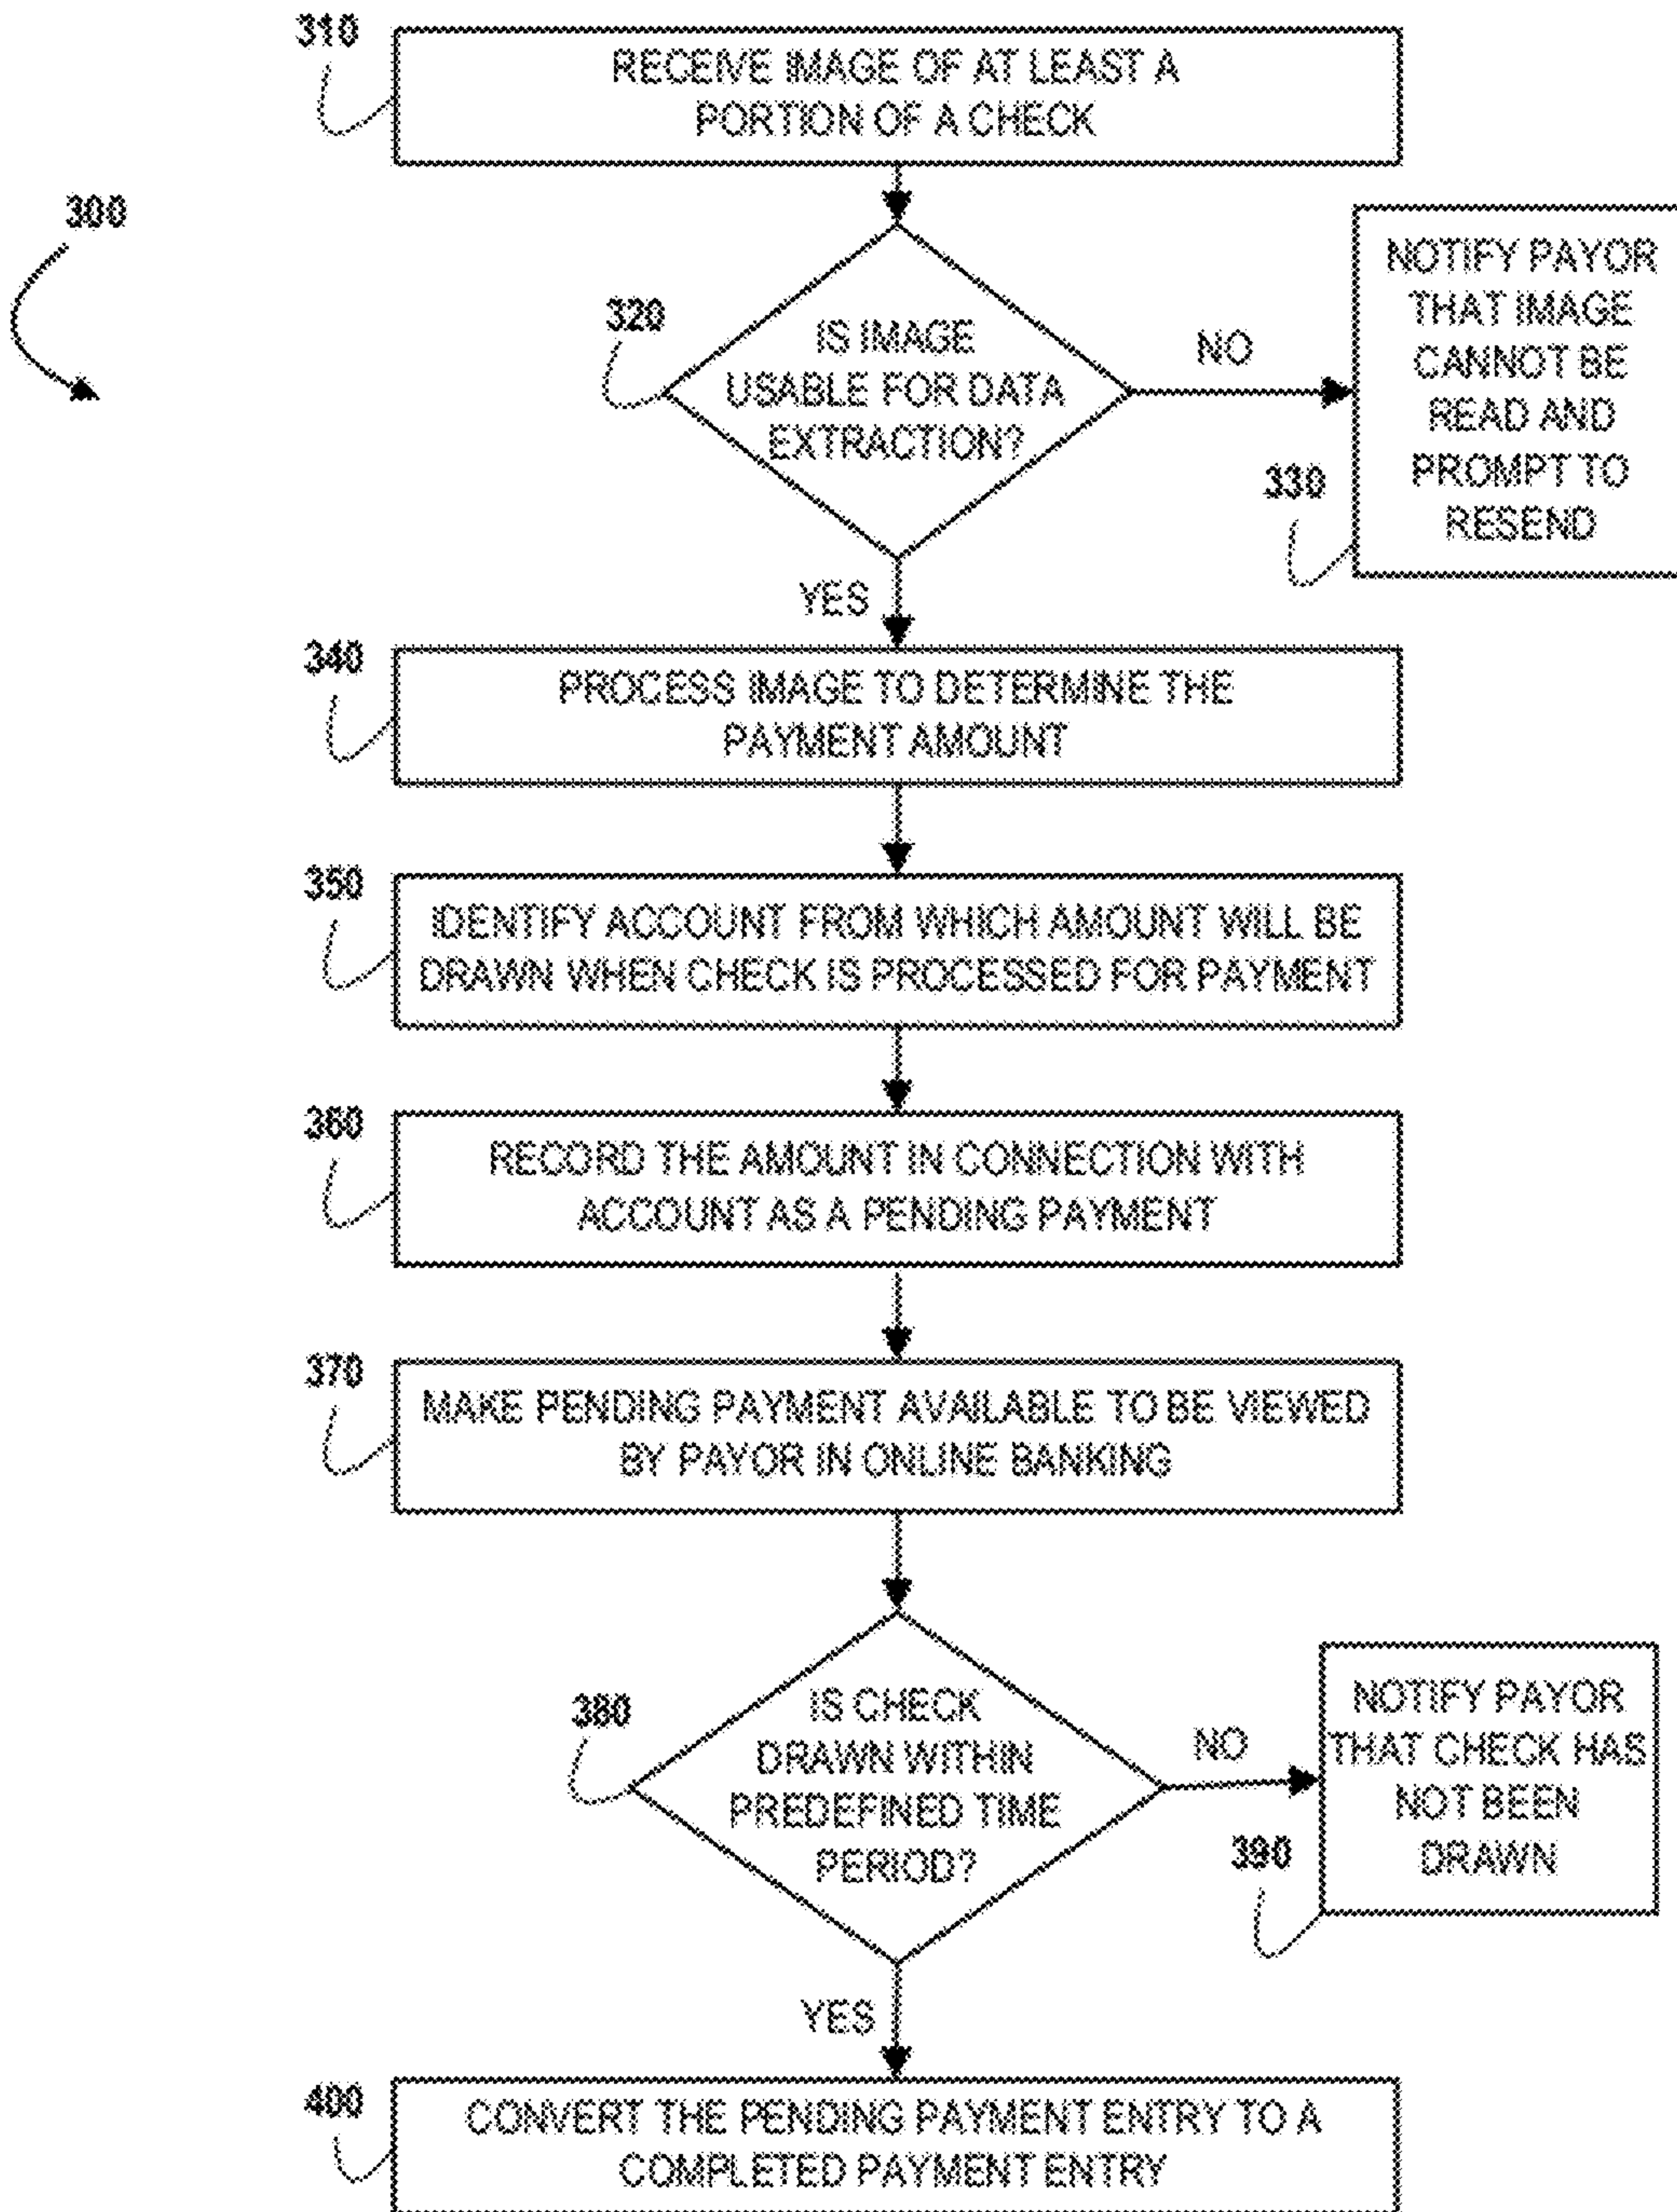 310
RECEIVE IMAGE OF AT LEAST A
PORTION OF A CHECK
300
320
IS IMAGE
USABLE FOR DATA
EXTRACTION?
NO
NOTIFY PAYOR
THAT IMAGE
CANNOT BE
READ AND
PROMPT TO
RESEND
330
YES
340
PROCESS IMAGE TO DETERMINE THE
PAYMENT AMOUNT
350
IDENTIFY ACCOUNT FROM WHICH AMOUNT WILL BE
DRAWN WHEN CHECK IS PROCESSED FOR PAYMENT
360
RECORD THE AMOUNT IN CONNECTION WITH
ACCOUNT AS A PENDING PAYMENT
370
MAKE PENDING PAYMENT AVAILABLE TO BE VIEWED
BY PAYOR IN ONLINE BANKING
380
IS CHECK
DRAWN WITHIN
PREDEFINED TIME
PERIOD?
NO
NOTIFY PAYOR
THAT CHECK HAS
NOT BEEN
DRAWN
390
YES
400
CONVERT THE PENDING PAYMENT ENTRY TO A
COMPLETED PAYMENT ENTRY